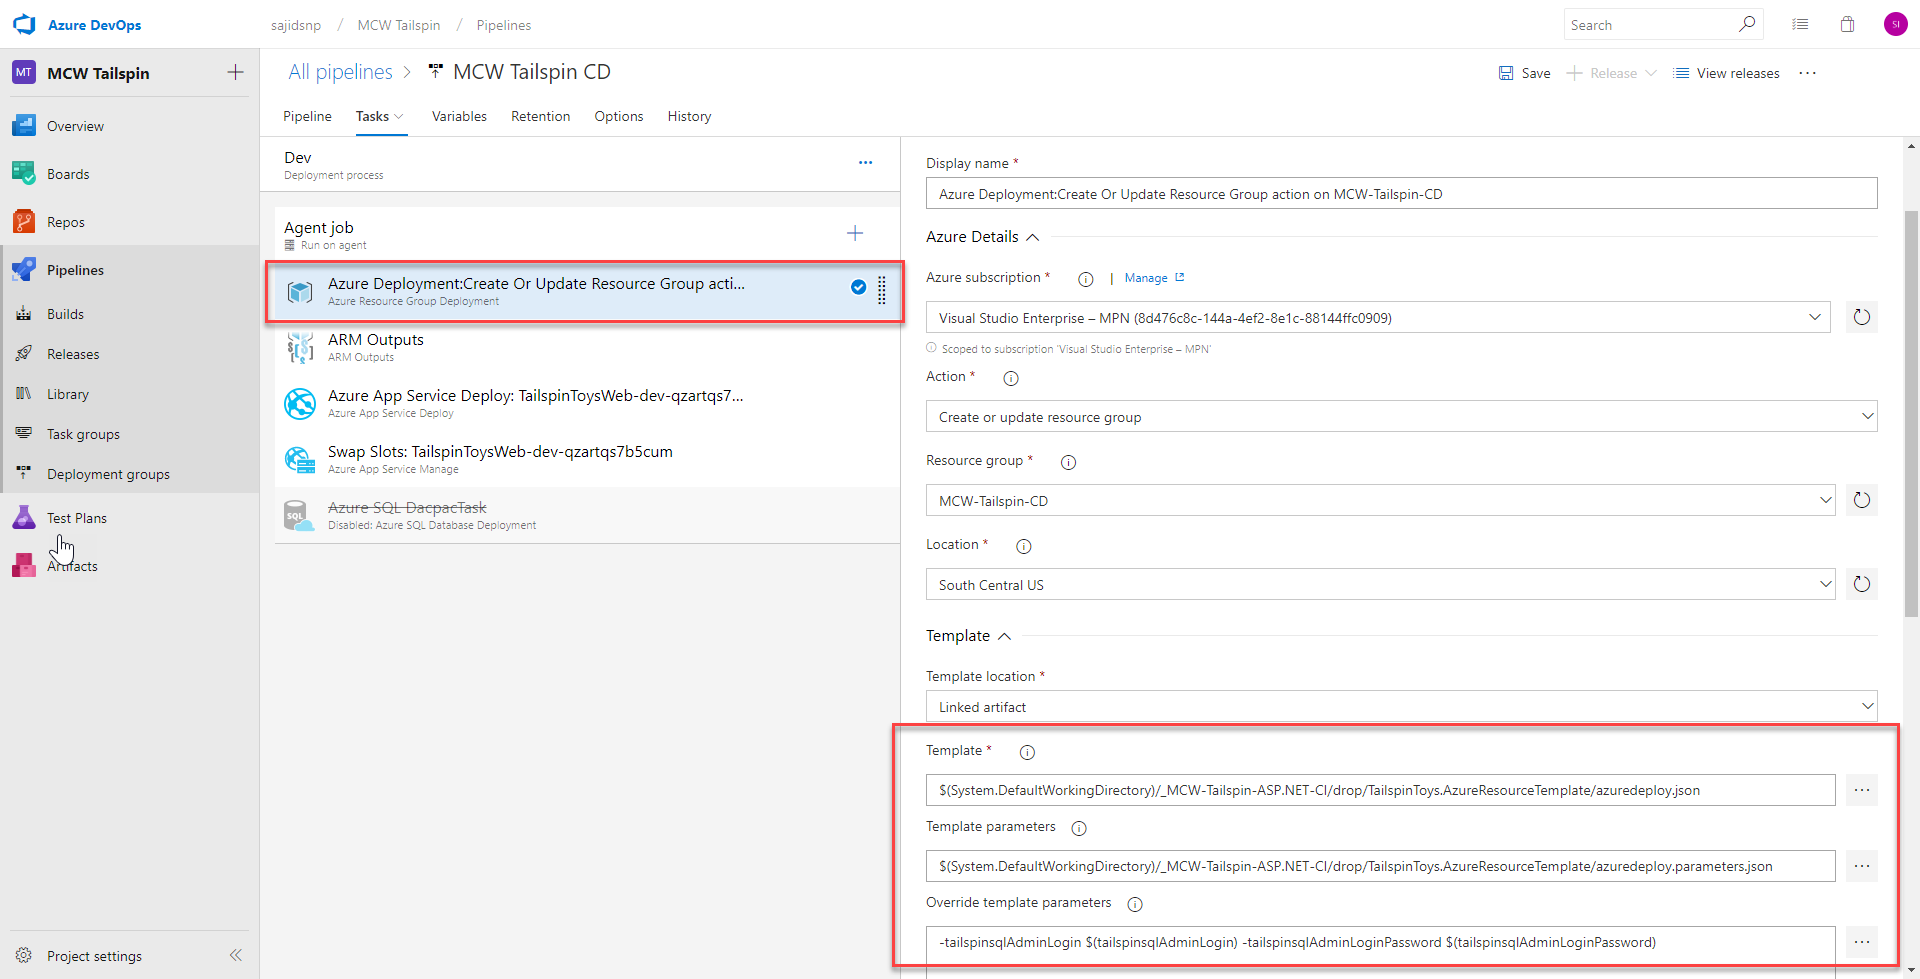 Azure DevOps
sajidsnp / MCW Tailspin / Pipelines
Search
SI
MT MCW Tailspin
Overview
Boards
Repos
Pipelines
Builds
Releases
Library
Task groups
Deployment groups
Test Plans
Artifacts
Project settings
All pipelines > MCW Tailspin CD
Save
Release
View releases
Pipeline Tasks Variables Retention Options History
Dev
Deployment process
Agent job
Run on agent
Azure Deployment:Create Or Update Resource Group acti...
Azure Resource Group Deployment
ARM Outputs
ARM Outputs
Azure App Service Deploy: TailspinToysWeb-dev-qzartqs7...
Azure App Service Deploy
Swap Slots: TailspinToysWeb-dev-qzartqs7b5cum
Azure App Service Manage
SQL
Azure SQL DacpacTask
Disabled: Azure SQL Database Deployment
Display name *
Azure Deployment:Create Or Update Resource Group action on MCW-Tailspin-CD
Azure Details
Azure subscription * | Manage
Visual Studio Enterprise – MPN (8d476c8c-144a-4ef2-8e1c-88144ffc0909)
Scoped to subscription 'Visual Studio Enterprise – MPN'
Action *
Create or update resource group
Resource group *
MCW-Tailspin-CD
Location *
South Central US
Template
Template location *
Linked artifact
Template *
$(System.DefaultWorkingDirectory)/_MCW-Tailspin-ASP.NET-CI/drop/TailspinToys.AzureResourceTemplate/azuredeploy.json
Template parameters
$(System.DefaultWorkingDirectory)/_MCW-Tailspin-ASP.NET-CI/drop/TailspinToys.AzureResourceTemplate/azuredeploy.parameters.json
Override template parameters
-tailspinsqlAdminLogin $(tailspinsqlAdminLogin) -tailspinsqlAdminLoginPassword $(tailspinsqlAdminLoginPassword)